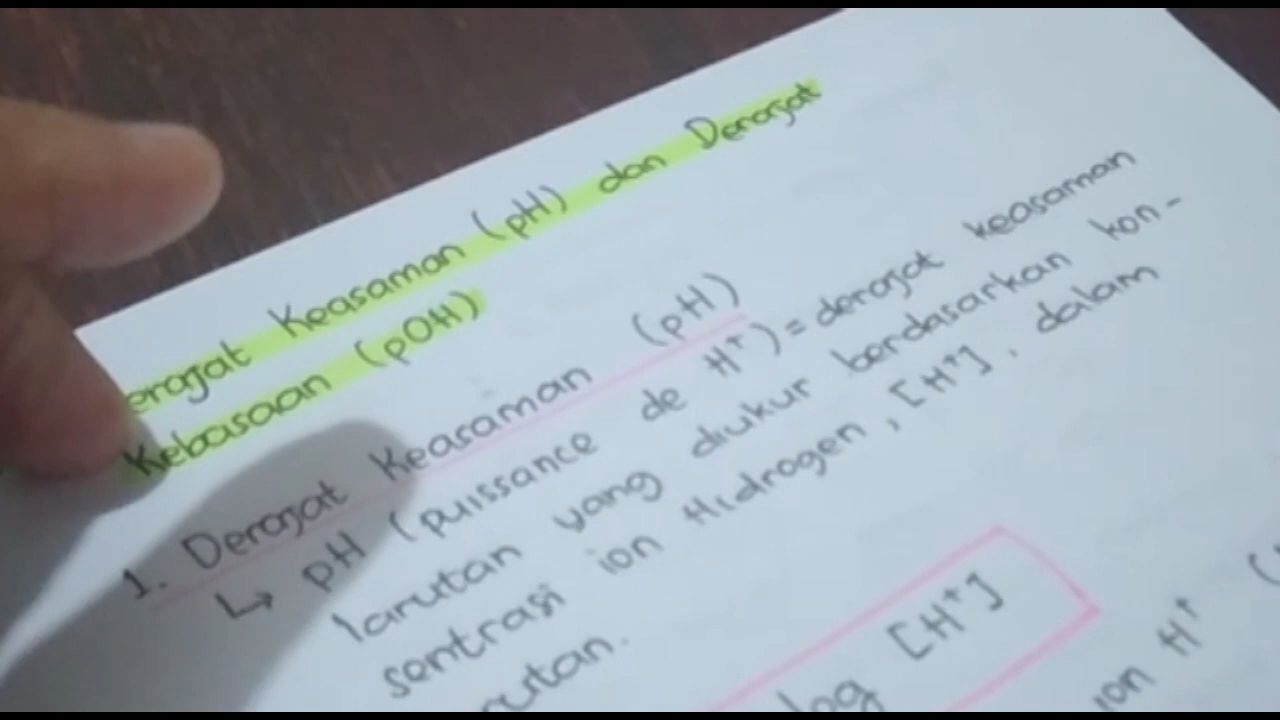 erajat Keasaman (pH) dan Derajat
Kebasaan (pOH)
1. Derajat Keasaman (pH)
↳ pH (puissance de H⁺) = derajat keasaman
larutan yang diukur berdasarkan kon-
sentrasi ion Hidrogen, [H⁺], dalam
rutan.
log [H⁺]
ion H⁺ (